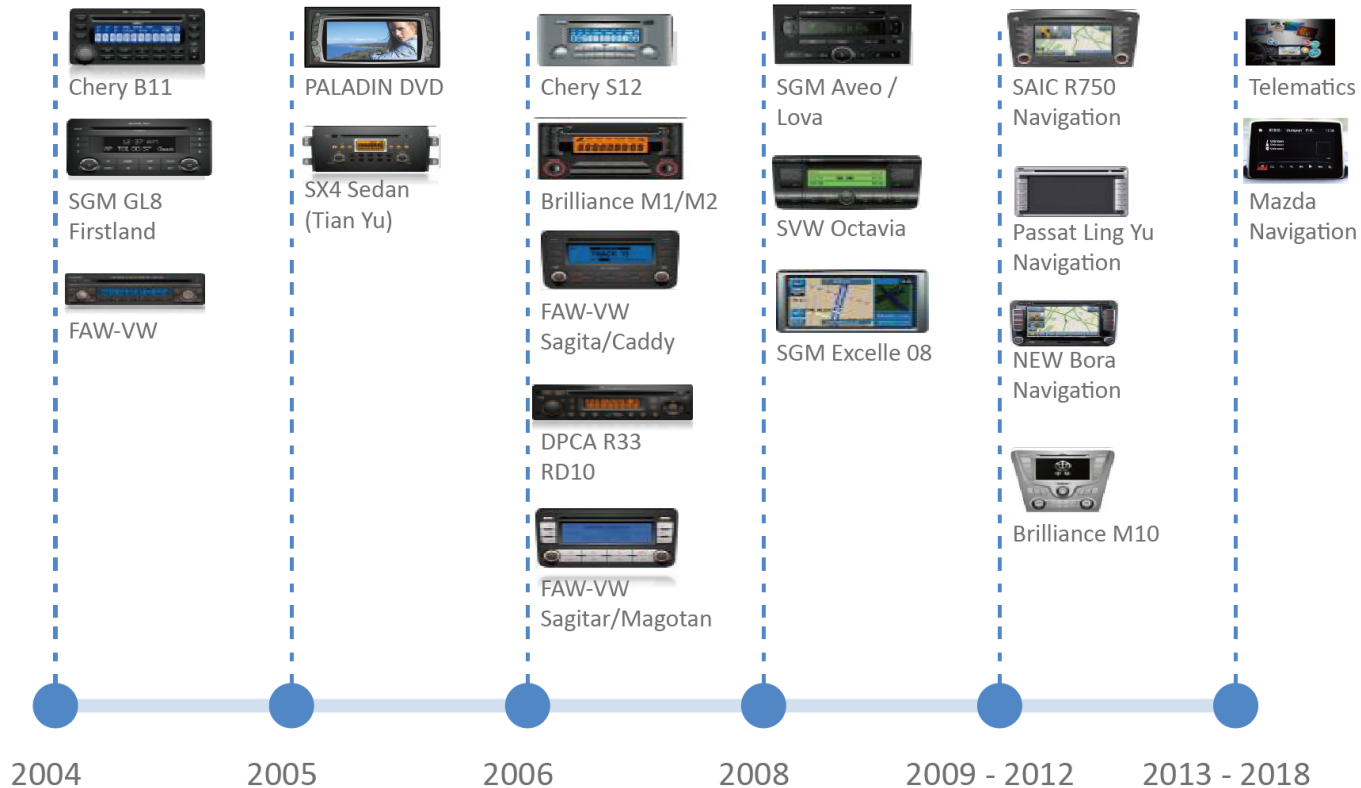 Chery B11
SGM GL8
Firstland
FAW-VW
PALADIN DVD
SX4 Sedan
(Tian Yu)
Chery S12
Brilliance M1/M2
FAW-VW
Sagita/Caddy
DPCA R33
RD10
FAW-VW
Sagitar/Magotan
SGM Aveo /
Lova
SVW Octavia
SGM Excelle 08
SAIC R750
Navigation
Passat Ling Yu
Navigation
NEW Bora
Navigation
Brilliance M10
Telematics
Mazda
Navigation
2004
2005
2006
2008
2009 - 2012
2013 - 2018